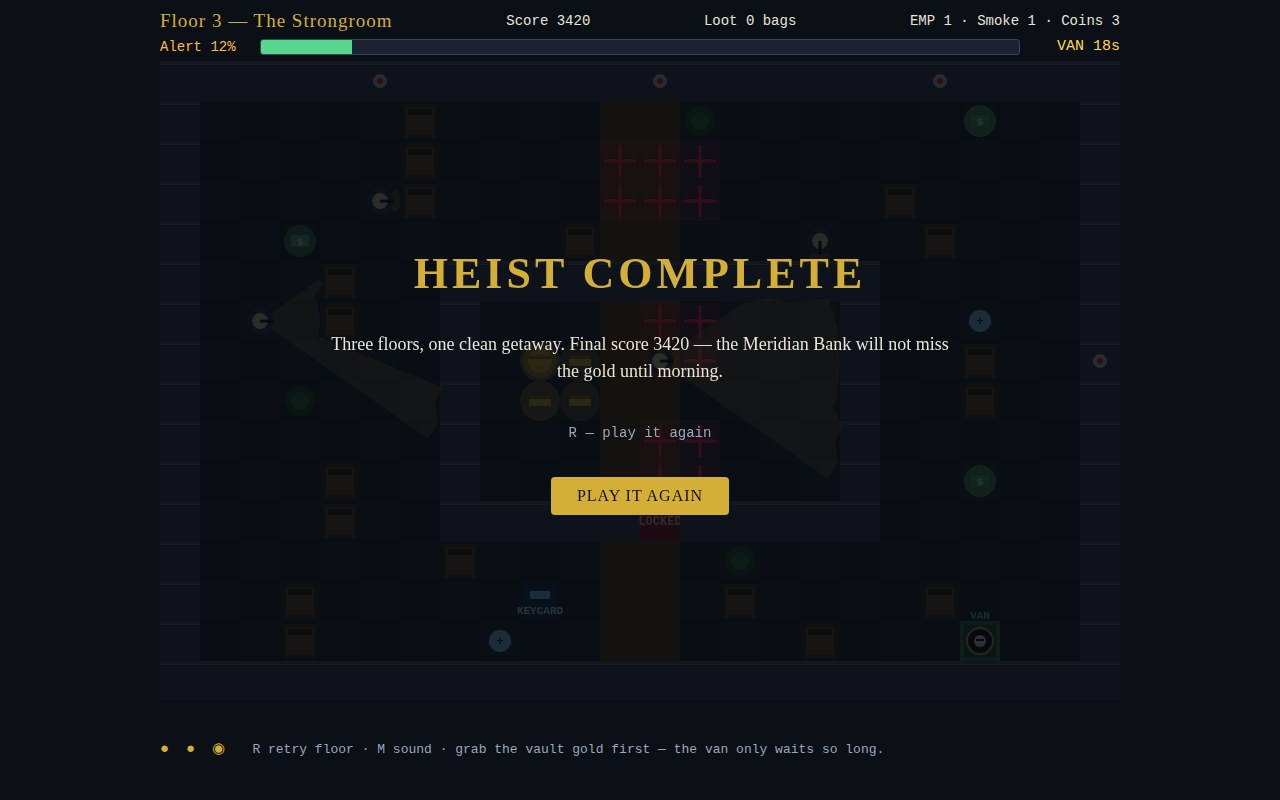 Floor 3 — The Strongroom
Score 3420
Loot 0 bags
EMP 1 · Smoke 1 · Coins 3
Alert 12%
VAN 18s
HEIST COMPLETE
Three floors, one clean getaway. Final score 3420 — the Meridian Bank will not miss
the gold until morning.
R — play it again
PLAY IT AGAIN
LOCKED
KEYCARD
VAN
R retry floor · M sound · grab the vault gold first — the van only waits so long.